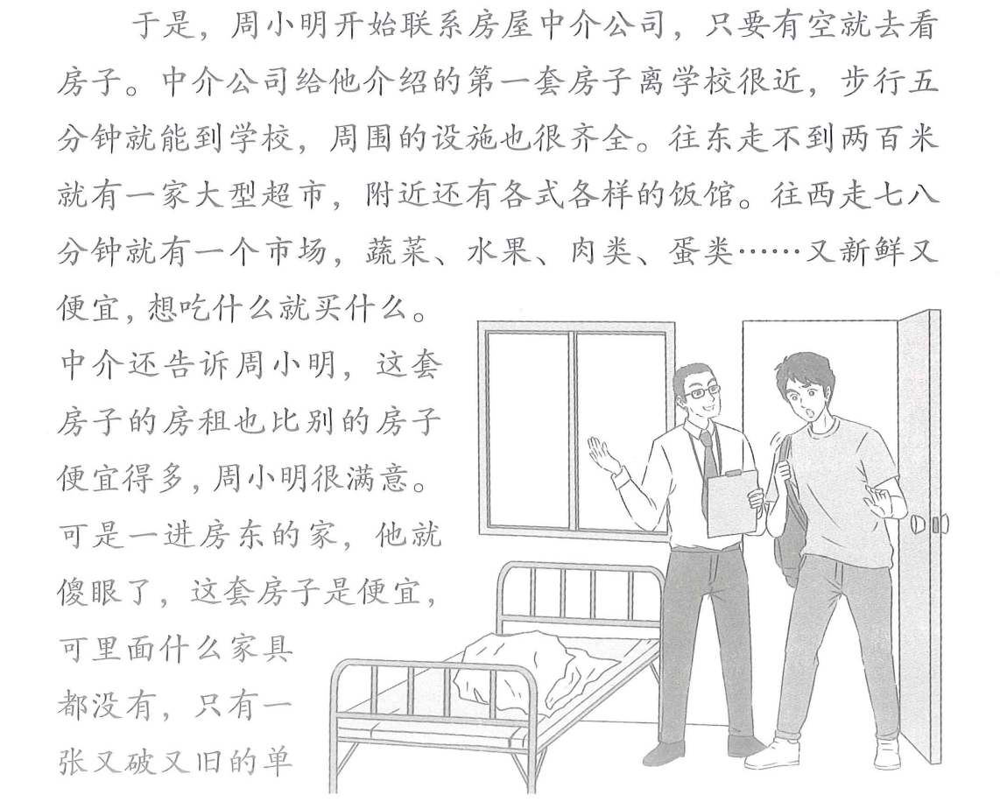 于是，周小明开始联系房屋中介公司，只要有空就去看
房子。中介公司给他介绍的第一套房子离学校很近，步行五
分钟就能到学校，周围的设施也很齐全。往东走不到两百米
就有一家大型超市，附近还有各式各样的饭馆。往西走七八
分钟就有一个市场，蔬菜、水果、肉类、蛋类……又新鲜又
便宜，想吃什么就买什么。
中介还告诉周小明，这套
房子的房租也比别的房子
便宜得多，周小明很满意。
可是一进房东的家，他就
傻眼了，这套房子是便宜，
可里面什么家具
都没有，只有一
张又破又旧的单